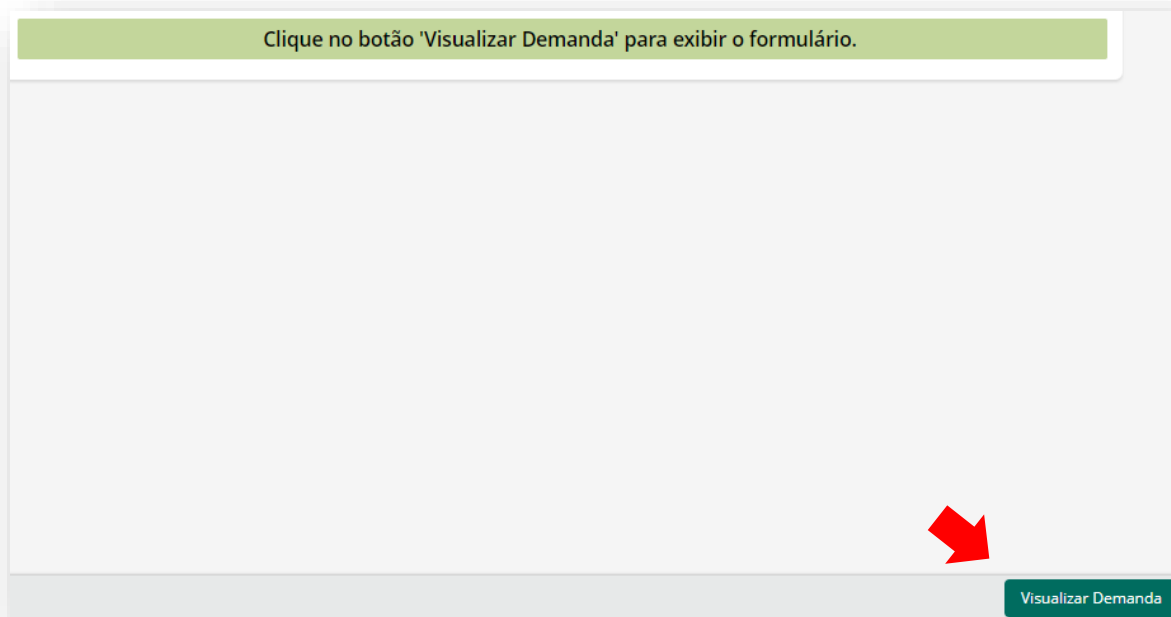 Clique no botão 'Visualizar Demanda' para exibir o formulário.
Visualizar Demanda